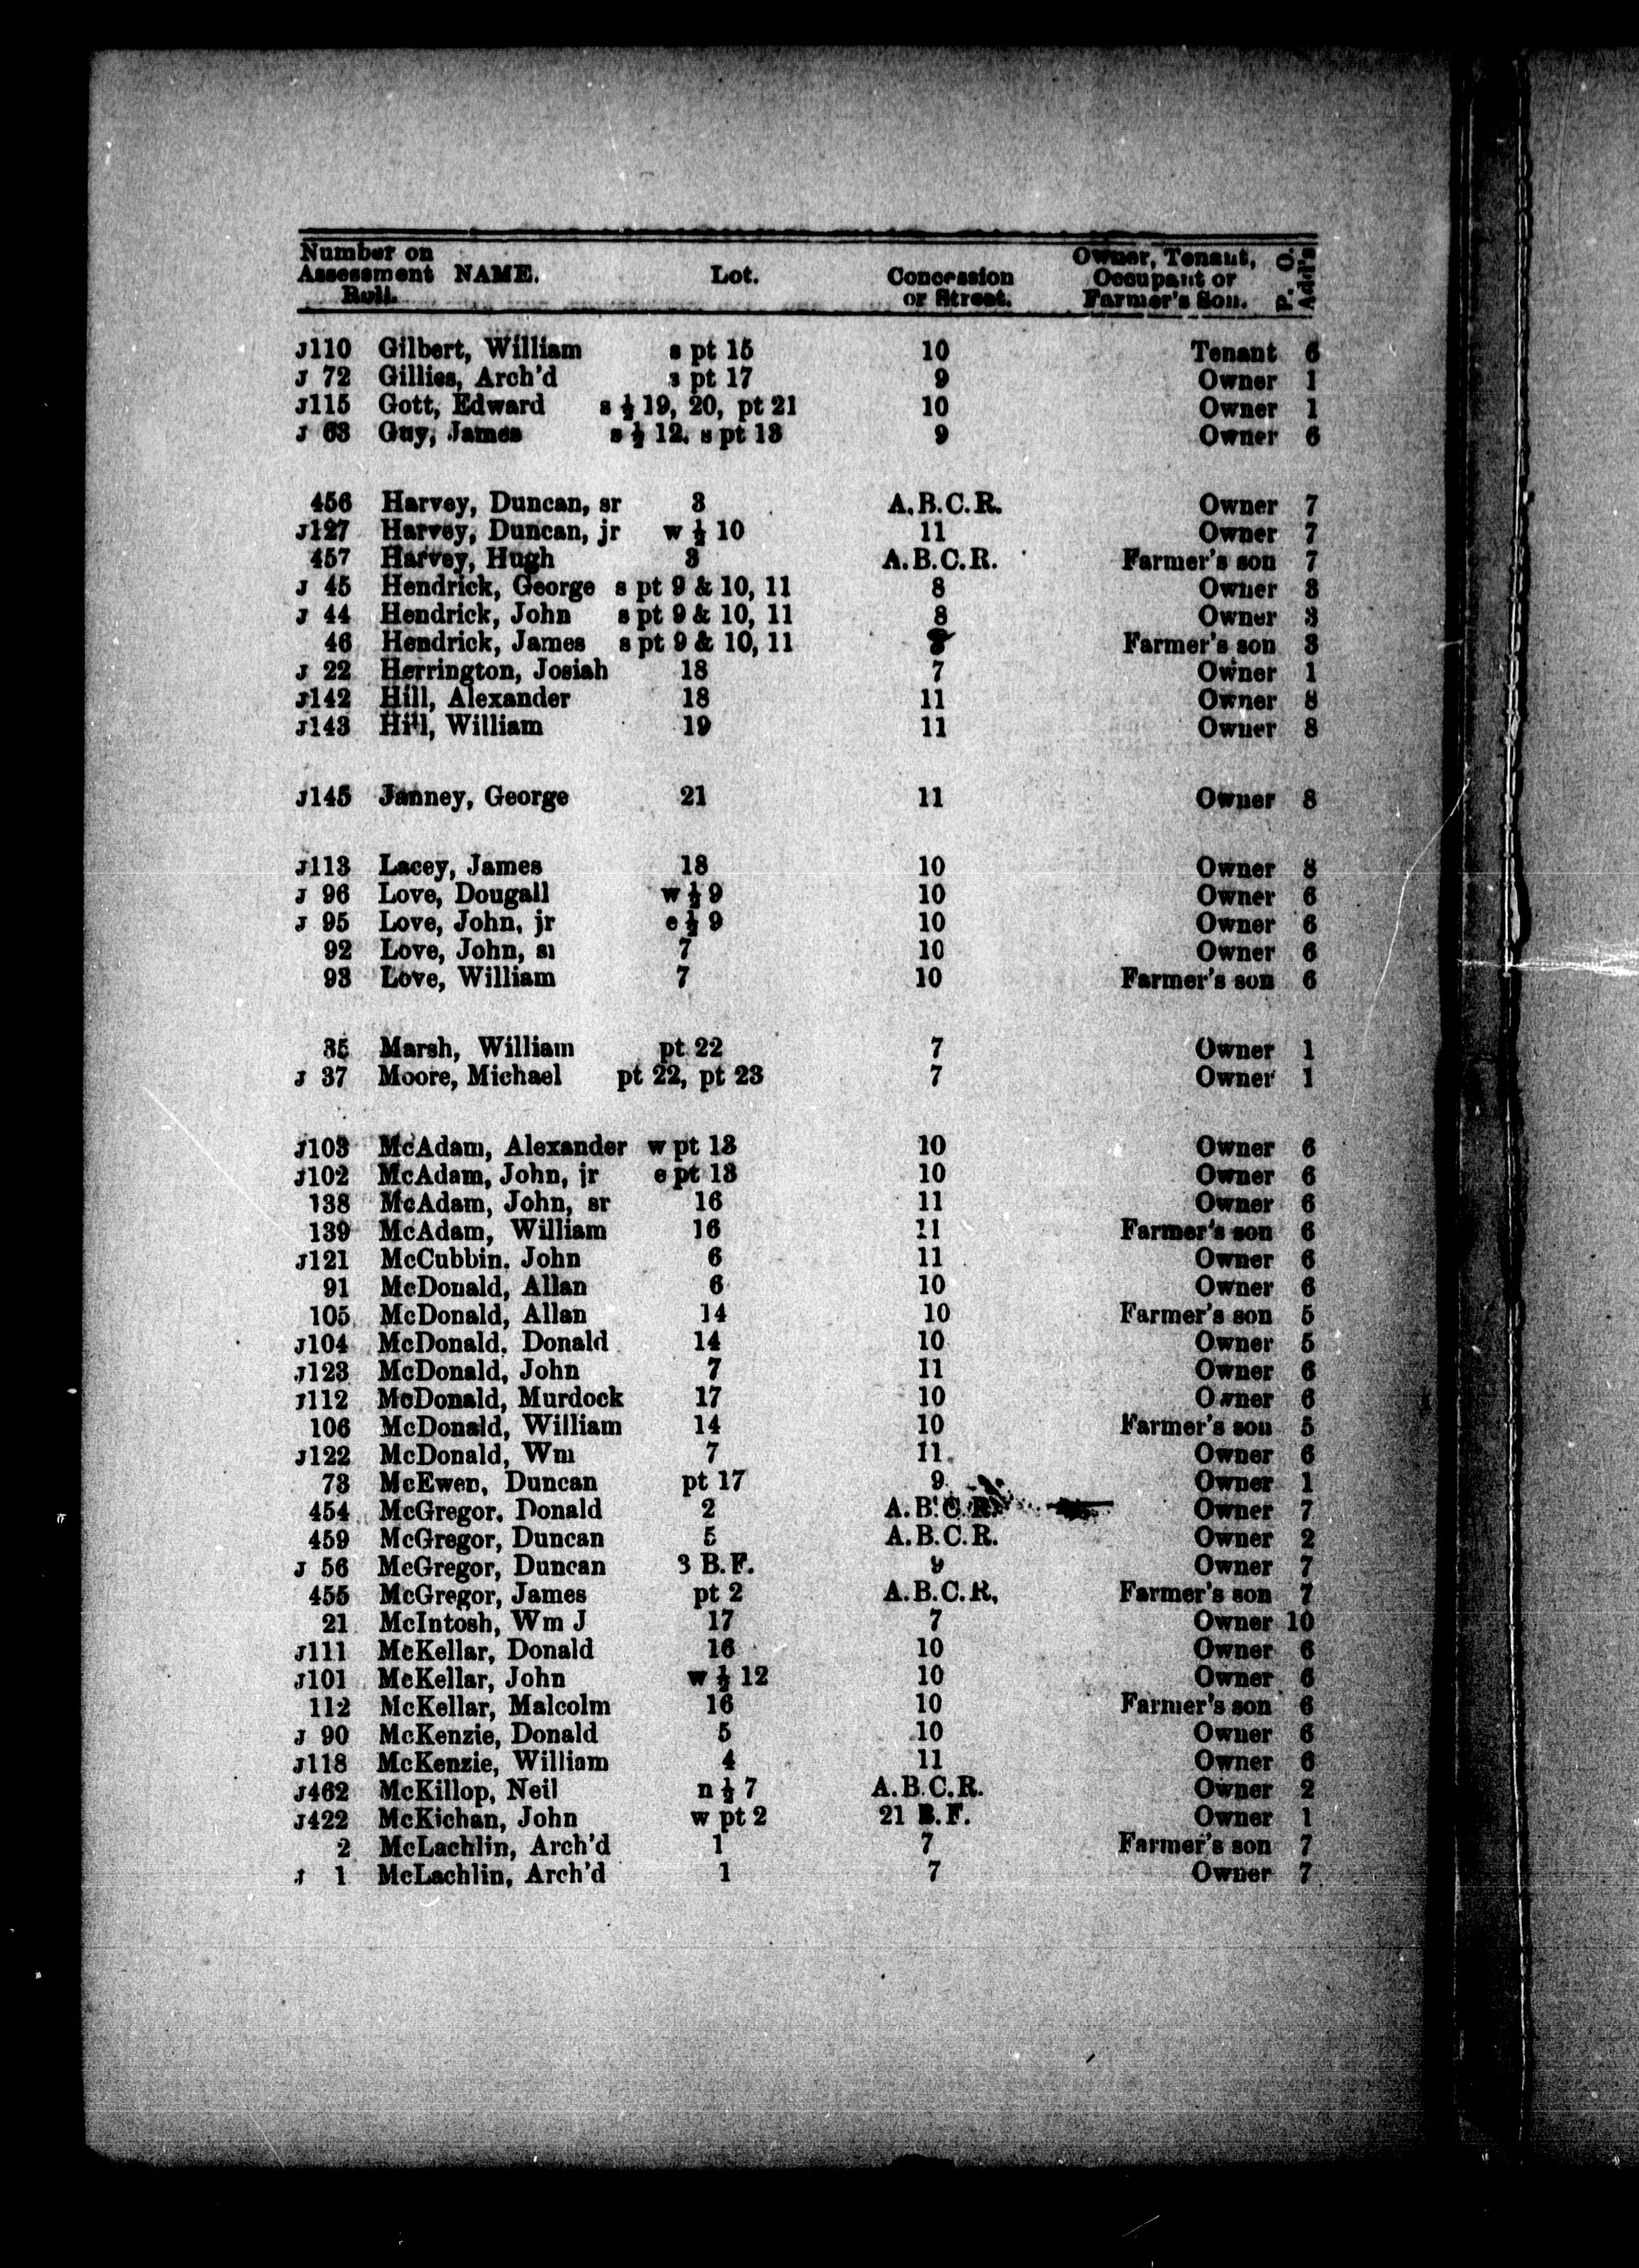 Number on Assessment Roll. NAME. Lot. Concession or Street. Owner, Tenant, Occupant or Farmer's Son. P. O. Add's
J110 Gilbert, William s pt 15 10 Tenant 6
J 72 Gillies, Arch'd s pt 17 9 Owner 1
J115 Gott, Edward s ½ 19, 20, pt 21 10 Owner 1
J 63 Guy, James s ½ 12, s pt 13 9 Owner 6
456 Harvey, Duncan, sr 3 A.B.C.R. Owner 7
J127 Harvey, Duncan, jr w ½ 10 11 Owner 7
457 Harvey, Hugh 3 A.B.C.R. Farmer's son 7
J 45 Hendrick, George s pt 9 & 10, 11 8 Owner 3
J 44 Hendrick, John s pt 9 & 10, 11 8 Owner 3
46 Hendrick, James s pt 9 & 10, 11 8 Farmer's son 3
J 22 Herrington, Josiah 18 7 Owner 1
J142 Hill, Alexander 18 11 Owner 8
J143 Hill, William 19 11 Owner 8
J145 Janney, George 21 11 Owner 8
J113 Lacey, James 18 10 Owner 8
J 96 Love, Dougall w ½ 9 10 Owner 6
J 95 Love, John, jr e ½ 9 10 Owner 6
92 Love, John, sr 7 10 Owner 6
93 Love, William 7 10 Farmer's son 6
35 Marsh, William pt 22 7 Owner 1
J 37 Moore, Michael pt 22, pt 23 7 Owner 1
J103 McAdam, Alexander w pt 13 10 Owner 6
J102 McAdam, John, jr e pt 13 10 Owner 6
138 McAdam, John, sr 16 11 Owner 6
139 McAdam, William 16 11 Farmer's son 6
J121 McCubbin. John 6 11 Owner 6
91 McDonald, Allan 6 10 Owner 6
105 McDonald, Allan 14 10 Farmer's son 5
J104 McDonald. Donald 14 10 Owner 5
J123 McDonald, John 7 11 Owner 6
J112 McDonald, Murdock 17 10 Owner 6
106 McDonald, William 14 10 Farmer's son 5
J122 McDonald, Wm 7 11 Owner 6
73 McEwen, Duncan pt 17 9 Owner 1
454 McGregor, Donald 2 A.B.C.R. Owner 7
459 McGregor, Duncan 5 A.B.C.R. Owner 2
J 56 McGregor, Duncan 3 B.F. 9 Owner 7
455 McGregor, James pt 2 A.B.C.R, Farmer's son 7
21 McIntosh, Wm J 17 7 Owner 10
J111 McKellar, Donald 16 10 Owner 6
J101 McKellar, John w ½ 12 10 Owner 6
112 McKellar, Malcolm 16 10 Farmer's son 6
J 90 McKenzie, Donald 5 10 Owner 6
J118 McKenzie, William 4 11 Owner 6
J462 McKillop, Neil n ½ 7 A.B.C.R. Owner 2
J422 McKichan, John w pt 2 21 B.F. Owner 1
2 McLachlin, Arch'd 1 7 Farmer's son 7
J 1 McLachlin, Arch'd 1 7 Owner 7